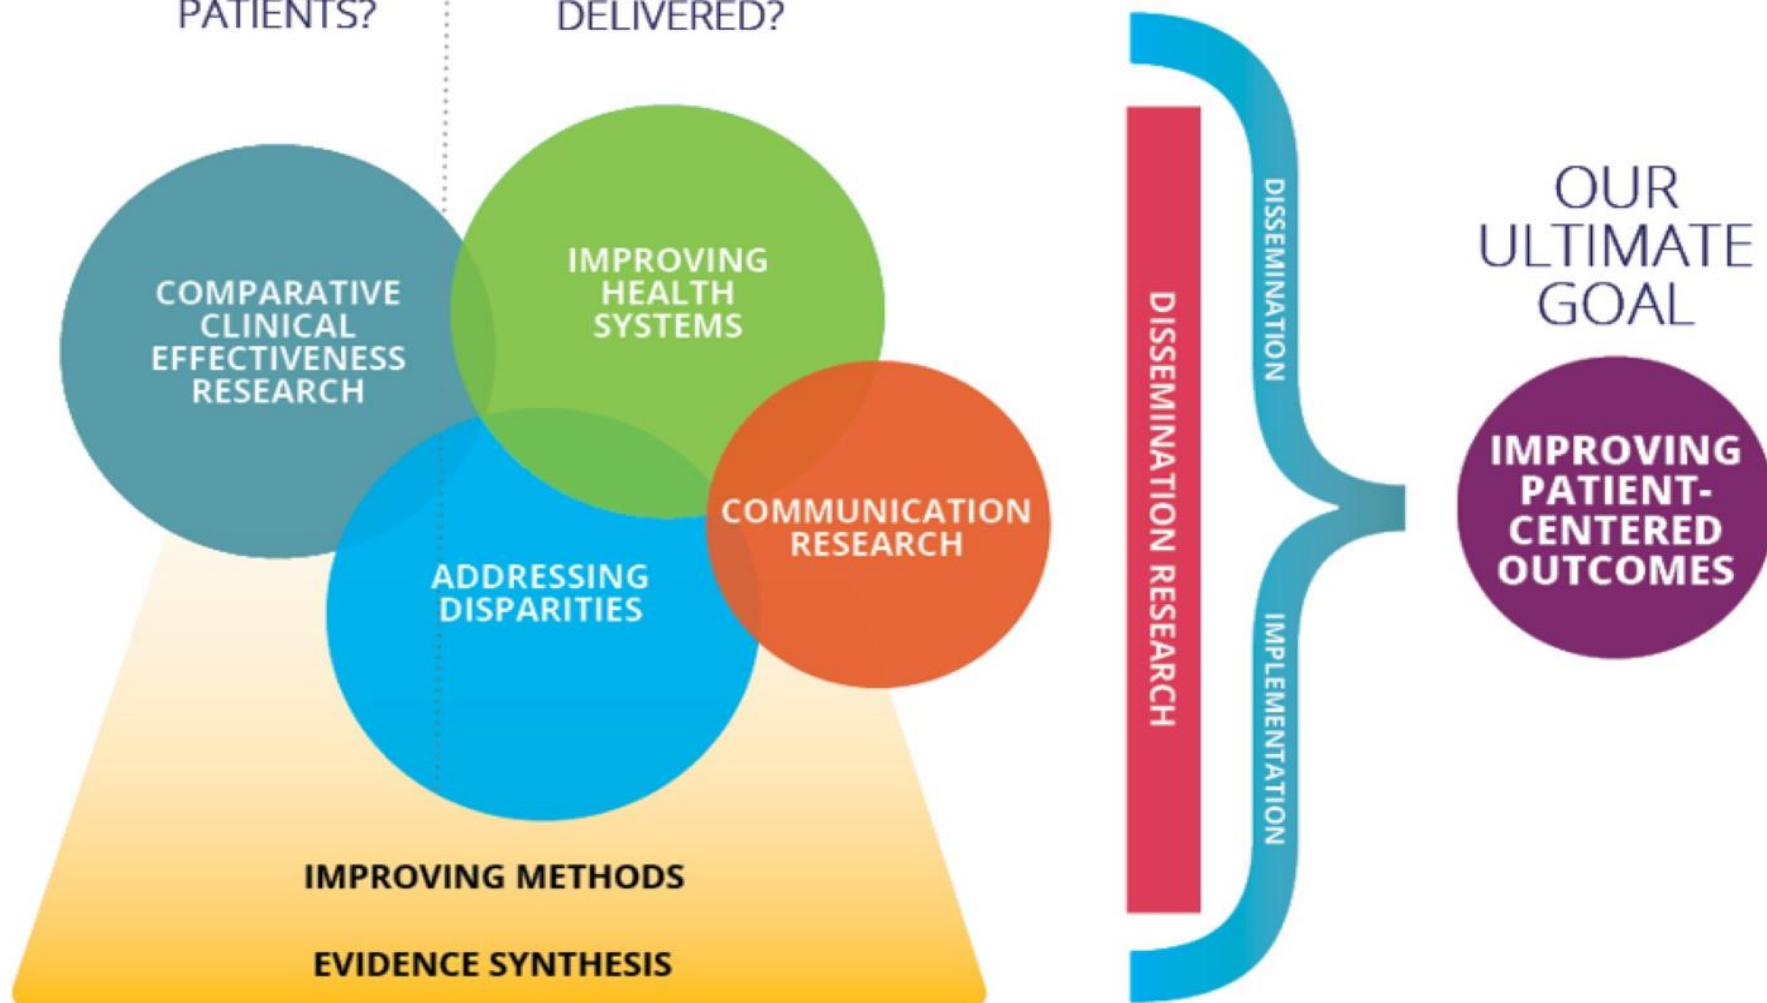 PATIENTS?
DELIVERED?
COMPARATIVE
CLINICAL
EFFECTIVENESS
RESEARCH
IMPROVING
HEALTH
SYSTEMS
ADDRESSING
DISPARITIES
COMMUNICATION
RESEARCH
IMPROVING METHODS
EVIDENCE SYNTHESIS
DISSEMINATION RESEARCH
DISSEMINATION
IMPLEMENTATION
OUR
ULTIMATE
GOAL
IMPROVING
PATIENT-
CENTERED
OUTCOMES